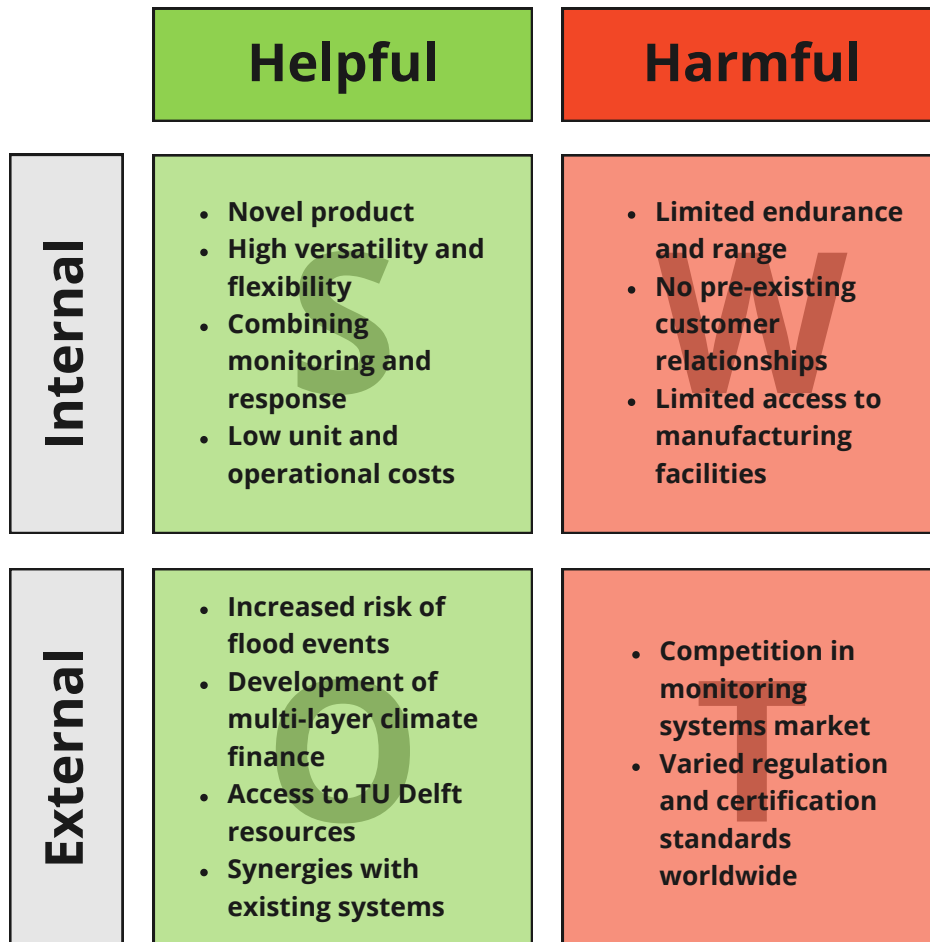 Helpful
Harmful
Internal
• Novel product
• High versatility and
flexibility
• Combining
monitoring and
response
• Low unit and
operational costs
S
• Limited endurance
and range
• No pre-existing
customer
relationships
• Limited access to
manufacturing
facilities
W
External
• Increased risk of
flood events
• Development of
multi-layer climate
finance
• Access to TU Delft
resources
• Synergies with
existing systems
O
• Competition in
monitoring
systems market
• Varied regulation
and certification
standards
worldwide
T